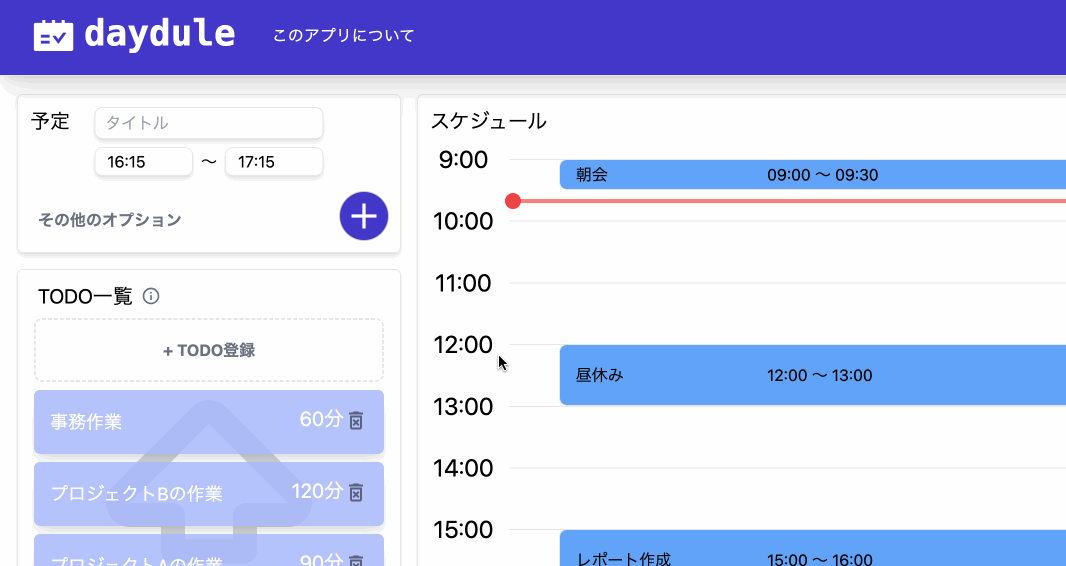 daydule
このアプリについて
予定
タイトル
16:15 〜 17:15
その他のオプション
TODO一覧
+ TODO登録
事務作業 60分
プロジェクトBの作業 120分
プロジェクトAの作業 90分
スケジュール
9:00
朝会 09:00 〜 09:30
10:00
11:00
12:00
昼休み 12:00 〜 13:00
13:00
14:00
15:00
レポート作成 15:00 〜 16:00